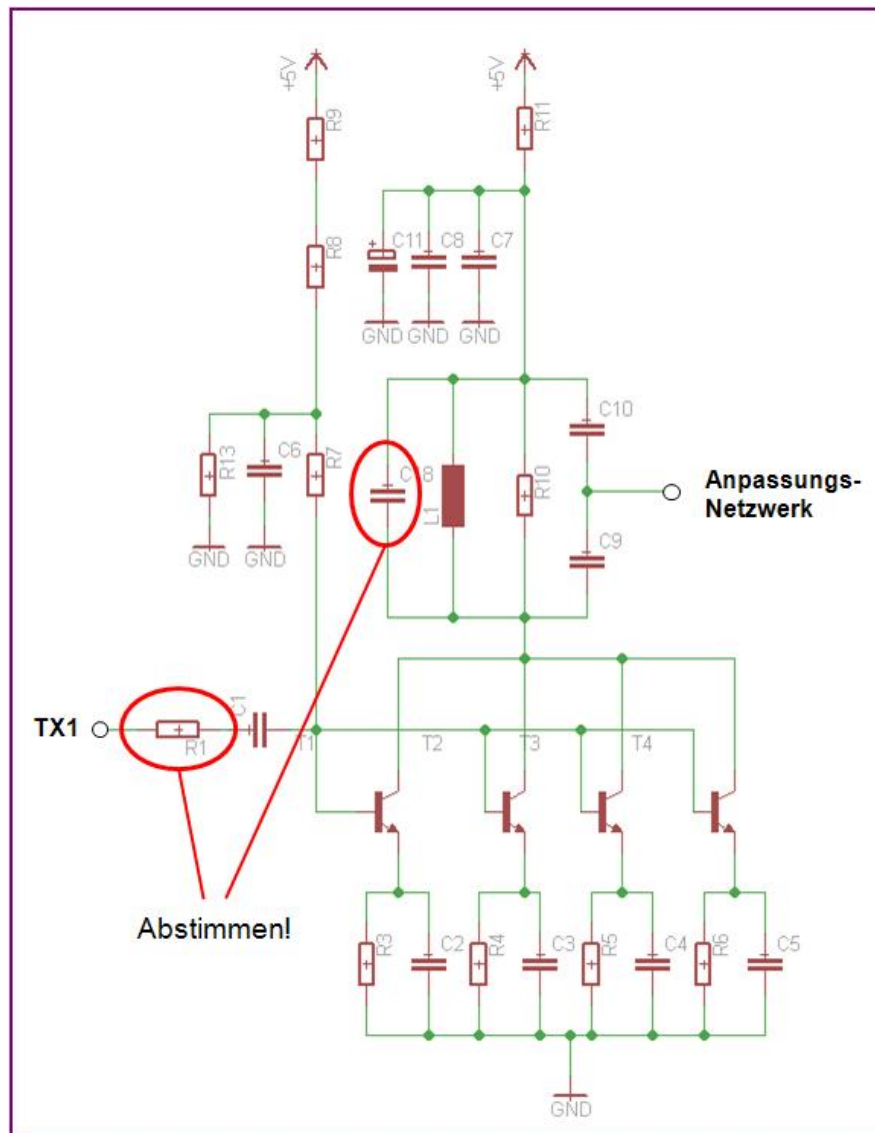 +5V
+5V
R9
R11
R8
C11
C8
C7
GND
GND
GND
R13
C6
R7
C18
L1
R10
C10
Anpassungs-
Netzwerk
C9
GND
GND
TX1
R1
C1
T1
T2
T3
T4
Abstimmen!
R3
C2
R4
C3
R5
C4
R6
C5
GND